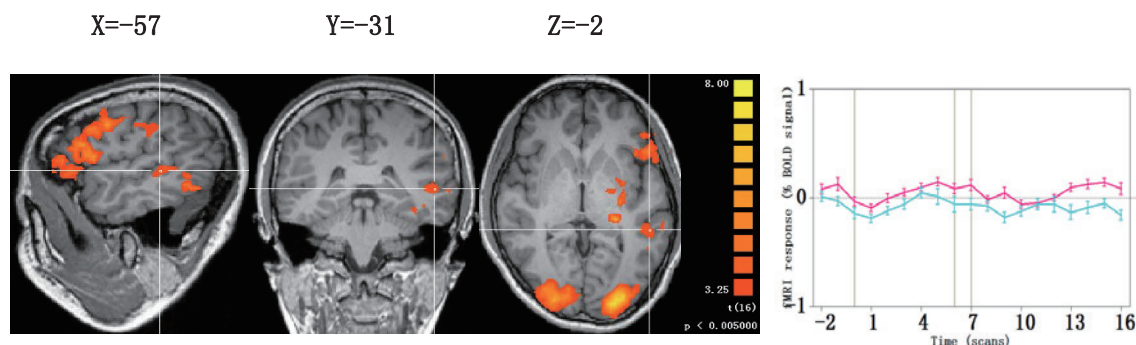 X=-57 Y=-31 Z=-2
8.00
3.25
t(16)
p < 0.005000
fMRI response (% BOLD signal)
1
0
-1
-2 1 4 7 10 13 16
Time (scans)